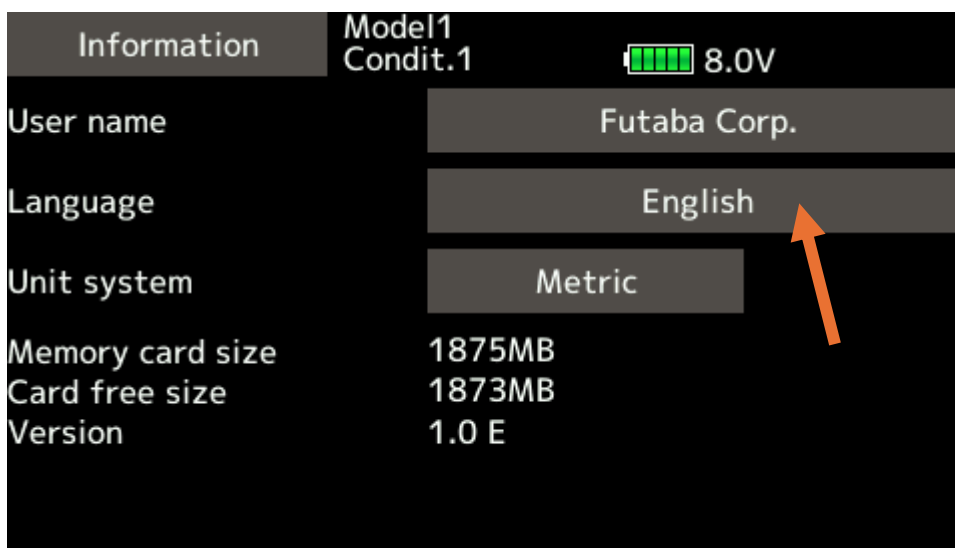 Information
Model1
Condit.1
8.0V
User name
Futaba Corp.
Language
English
Unit system
Metric
Memory card size 1875MB
Card free size 1873MB
Version 1.0 E